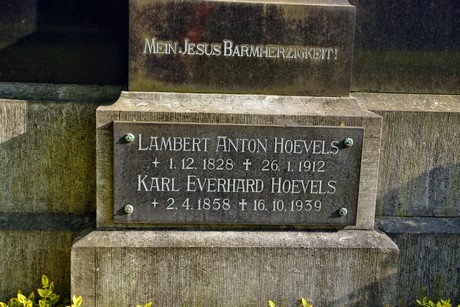 Mein Jesus Barmherzigkeit!
Lambert Anton Hoevels
+ 1.12.1828 ✝ 26.1.1912
Karl Everhard Hoevels
+ 2.4.1858 ✝ 16.10.1939